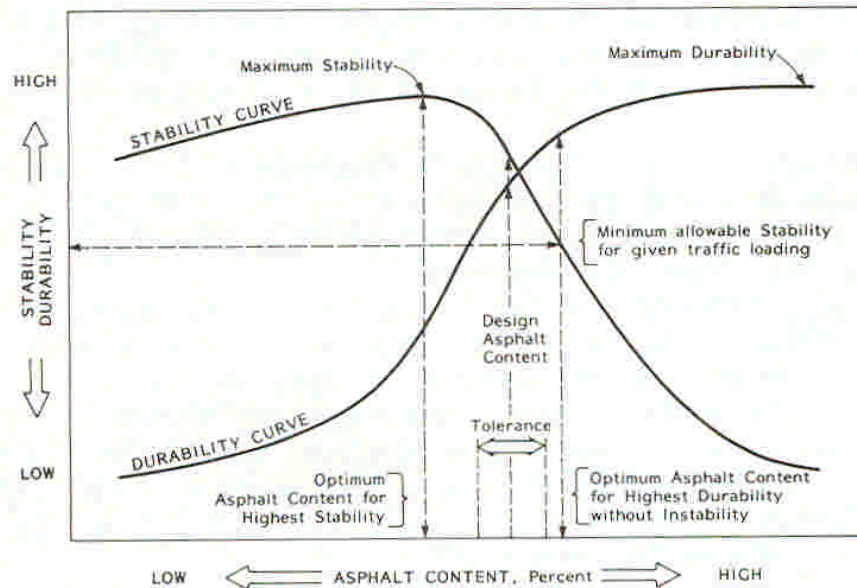 Maximum Stability
Maximum Durability
HIGH
STABILITY CURVE
STABILITY
DURABILITY
Minimum allowable Stability
for given traffic loading
Design
Asphalt
Content
Tolerance
DURABILITY CURVE
LOW
Optimum
Asphalt Content for
Highest Stability
Optimum Asphalt Content
for Highest Durability
without Instability
LOW
ASPHALT CONTENT, Percent
HIGH